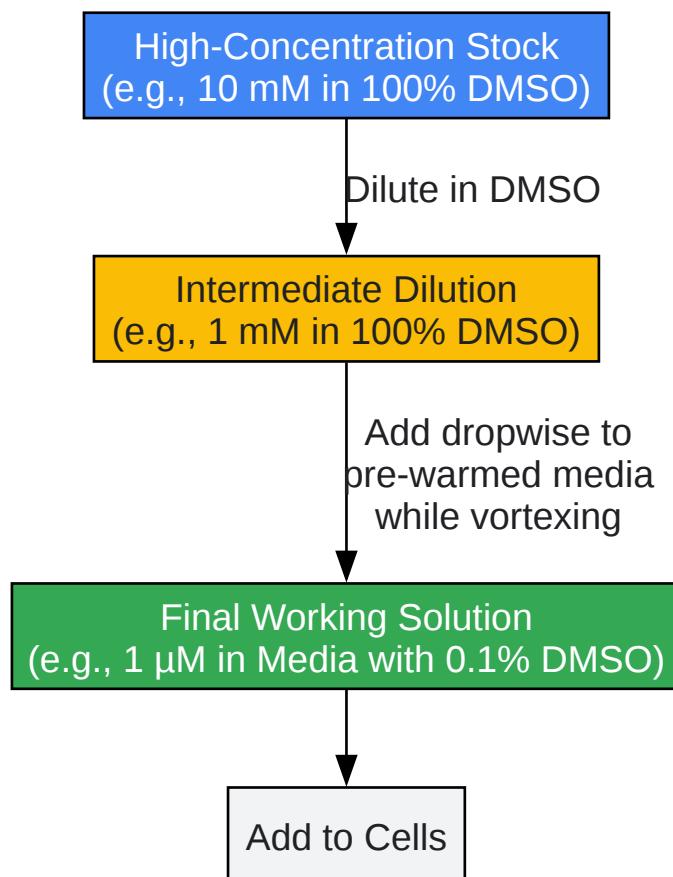 High-Concentration Stock
(e.g., 10 mM in 100% DMSO)
Dilute in DMSO
Intermediate Dilution
(e.g., 1 mM in 100% DMSO)
Add dropwise to
pre-warmed media
while vortexing
Final Working Solution
(e.g., 1 µM in Media with 0.1% DMSO)
Add to Cells